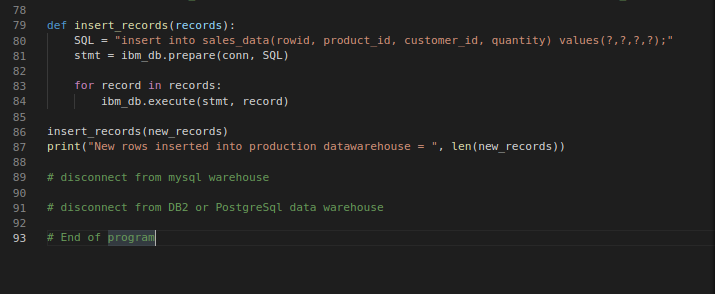 78
79 def insert_records(records):
80 SQL = "insert into sales_data(rowid, product_id, customer_id, quantity) values(?,?,?,?);"
81 stmt = ibm_db.prepare(conn, SQL)
82
83 for record in records:
84 ibm_db.execute(stmt, record)
85
86 insert_records(new_records)
87 print("New rows inserted into production datawarehouse = ", len(new_records))
88
89 # disconnect from mysql warehouse
90
91 # disconnect from DB2 or PostgreSql data warehouse
92
93 # End of program